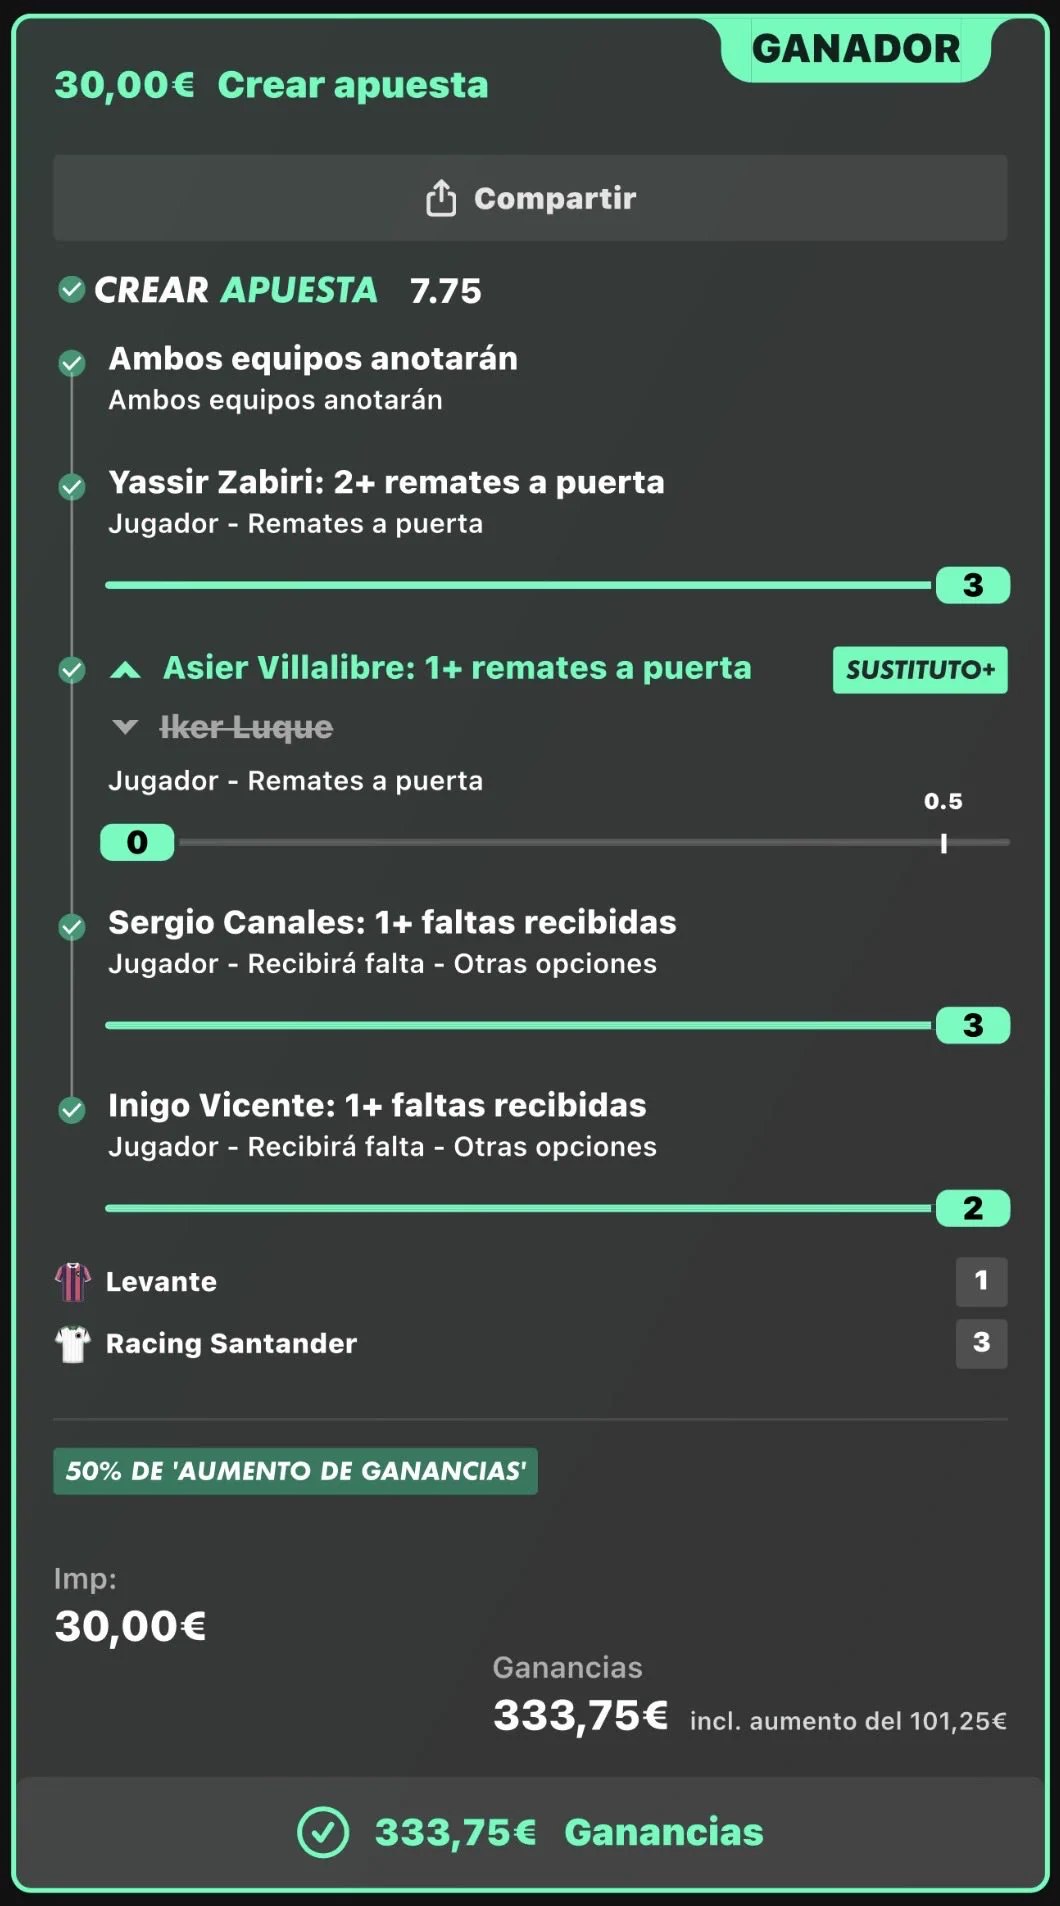 GANADOR
30,00€ Crear apuesta
Compartir
CREAR APUESTA 7.75
Ambos equipos anotarán
Ambos equipos anotarán
Yassir Zabiri: 2+ remates a puerta
Jugador - Remates a puerta
3
Asier Villalibre: 1+ remates a puerta SUSTITUTO+
Iker Luque
Jugador - Remates a puerta
0.5
0
Sergio Canales: 1+ faltas recibidas
Jugador - Recibirá falta - Otras opciones
3
Inigo Vicente: 1+ faltas recibidas
Jugador - Recibirá falta - Otras opciones
2
Levante 1
Racing Santander 3
50% DE 'AUMENTO DE GANANCIAS'
Imp:
30,00€
Ganancias
333,75€ incl. aumento del 101,25€
333,75€ Ganancias